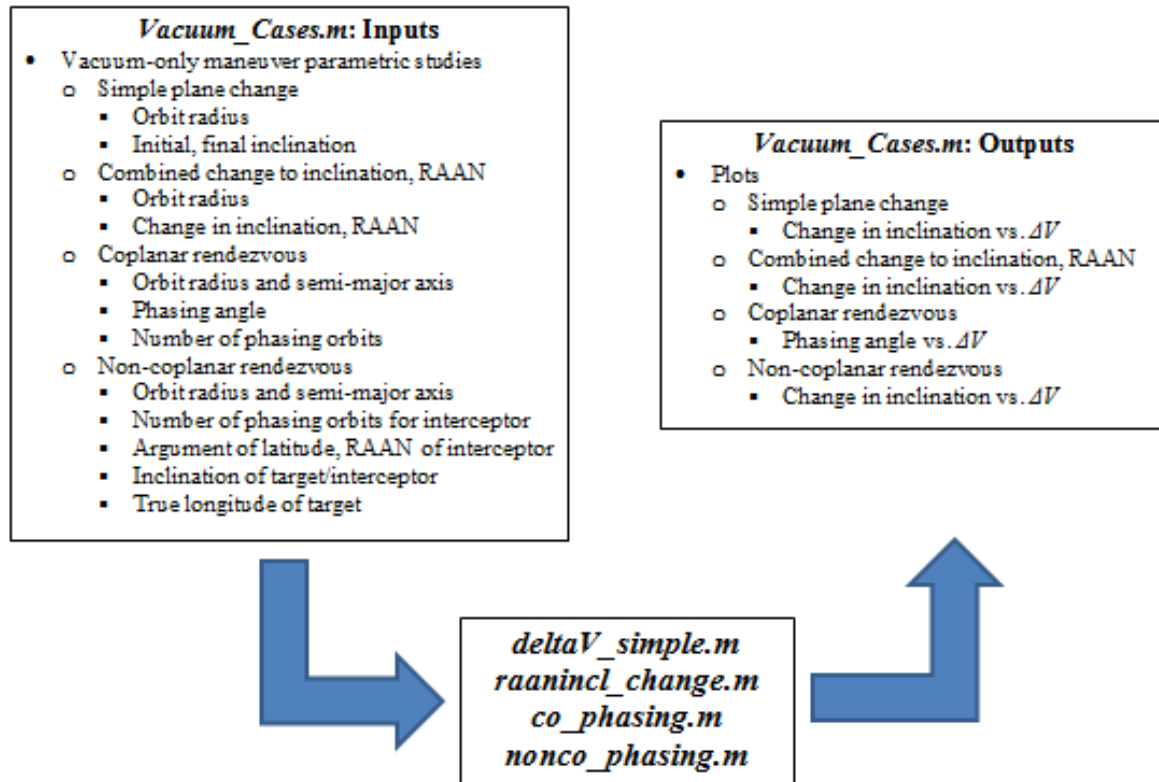 Vacuum_Cases.m: Inputs
• Vacuum-only maneuver parametric studies
o Simple plane change
▪ Orbit radius
▪ Initial, final inclination
o Combined change to inclination, RAAN
▪ Orbit radius
▪ Change in inclination, RAAN
o Coplanar rendezvous
▪ Orbit radius and semi-major axis
▪ Phasing angle
▪ Number of phasing orbits
o Non-coplanar rendezvous
▪ Orbit radius and semi-major axis
▪ Number of phasing orbits for interceptor
▪ Argument of latitude, RAAN of interceptor
▪ Inclination of target/interceptor
▪ True longitude of target
Vacuum_Cases.m: Outputs
• Plots
o Simple plane change
▪ Change in inclination vs. ΔV
o Combined change to inclination, RAAN
▪ Change in inclination vs. ΔV
o Coplanar rendezvous
▪ Phasing angle vs. ΔV
o Non-coplanar rendezvous
▪ Change in inclination vs. ΔV
deltaV_simple.m
raanincl_change.m
co_phasing.m
nonco_phasing.m